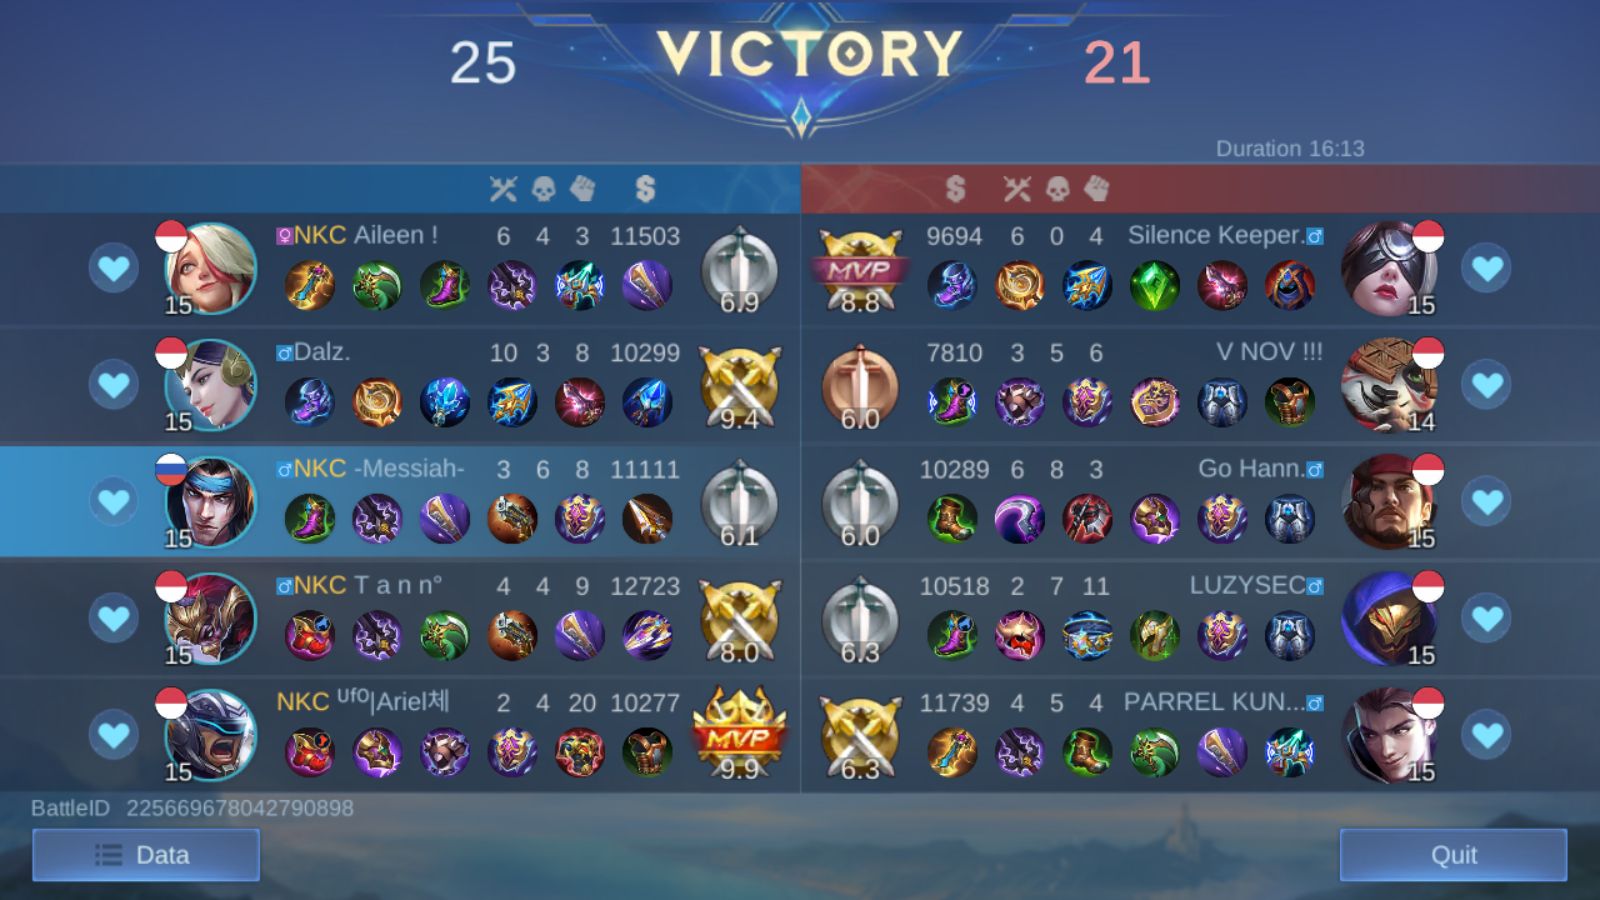 25 VICTORY 21
Duration 16:13
NKC Aileen ! 6 4 3 11503
15 6.9
MVP 8.8
9694 6 0 4 Silence Keeper.
15
Dalz. 10 3 8 10299
15 9.4
6.0
7810 3 5 6 V NOV !!!
14
NKC -Messiah- 3 6 8 11111
15 6.1
6.0
10289 6 8 3 Go Hann.
15
NKC T a n n° 4 4 9 12723
15 8.0
6.3
10518 2 7 11 LUZYSEC
15
NKC ᵁᶠᴼ|Ariel체 2 4 20 10277
15 MVP 9.9
6.3
11739 4 5 4 PARREL KUN...
15
BattleID 225669678042790898
Data
Quit